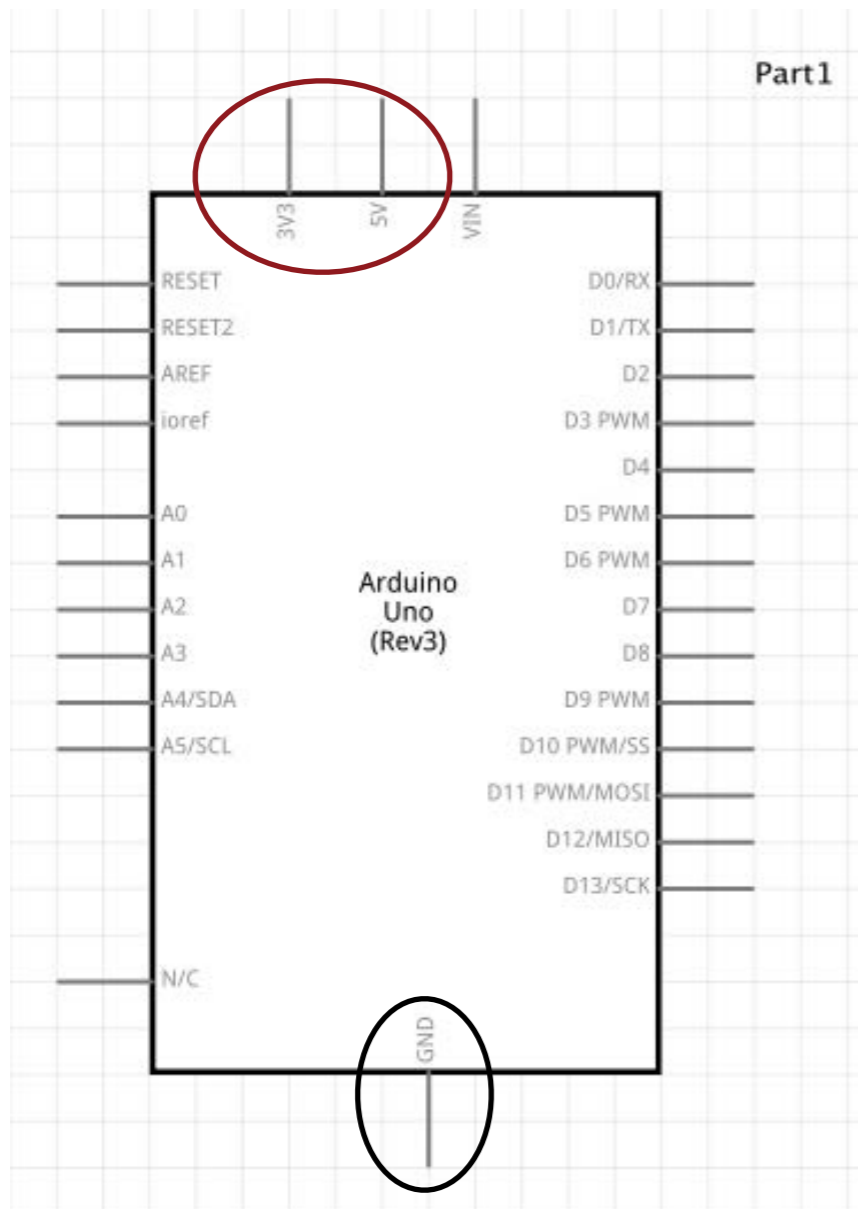 Part1
3V3
5V
VIN
RESET
D0/RX
RESET2
D1/TX
AREF
D2
ioref
D3 PWM
D4
A0
D5 PWM
A1
D6 PWM
Arduino
Uno
(Rev3)
A2
D7
A3
D8
A4/SDA
D9 PWM
A5/SCL
D10 PWM/SS
D11 PWM/MOSI
D12/MISO
D13/SCK
N/C
GND